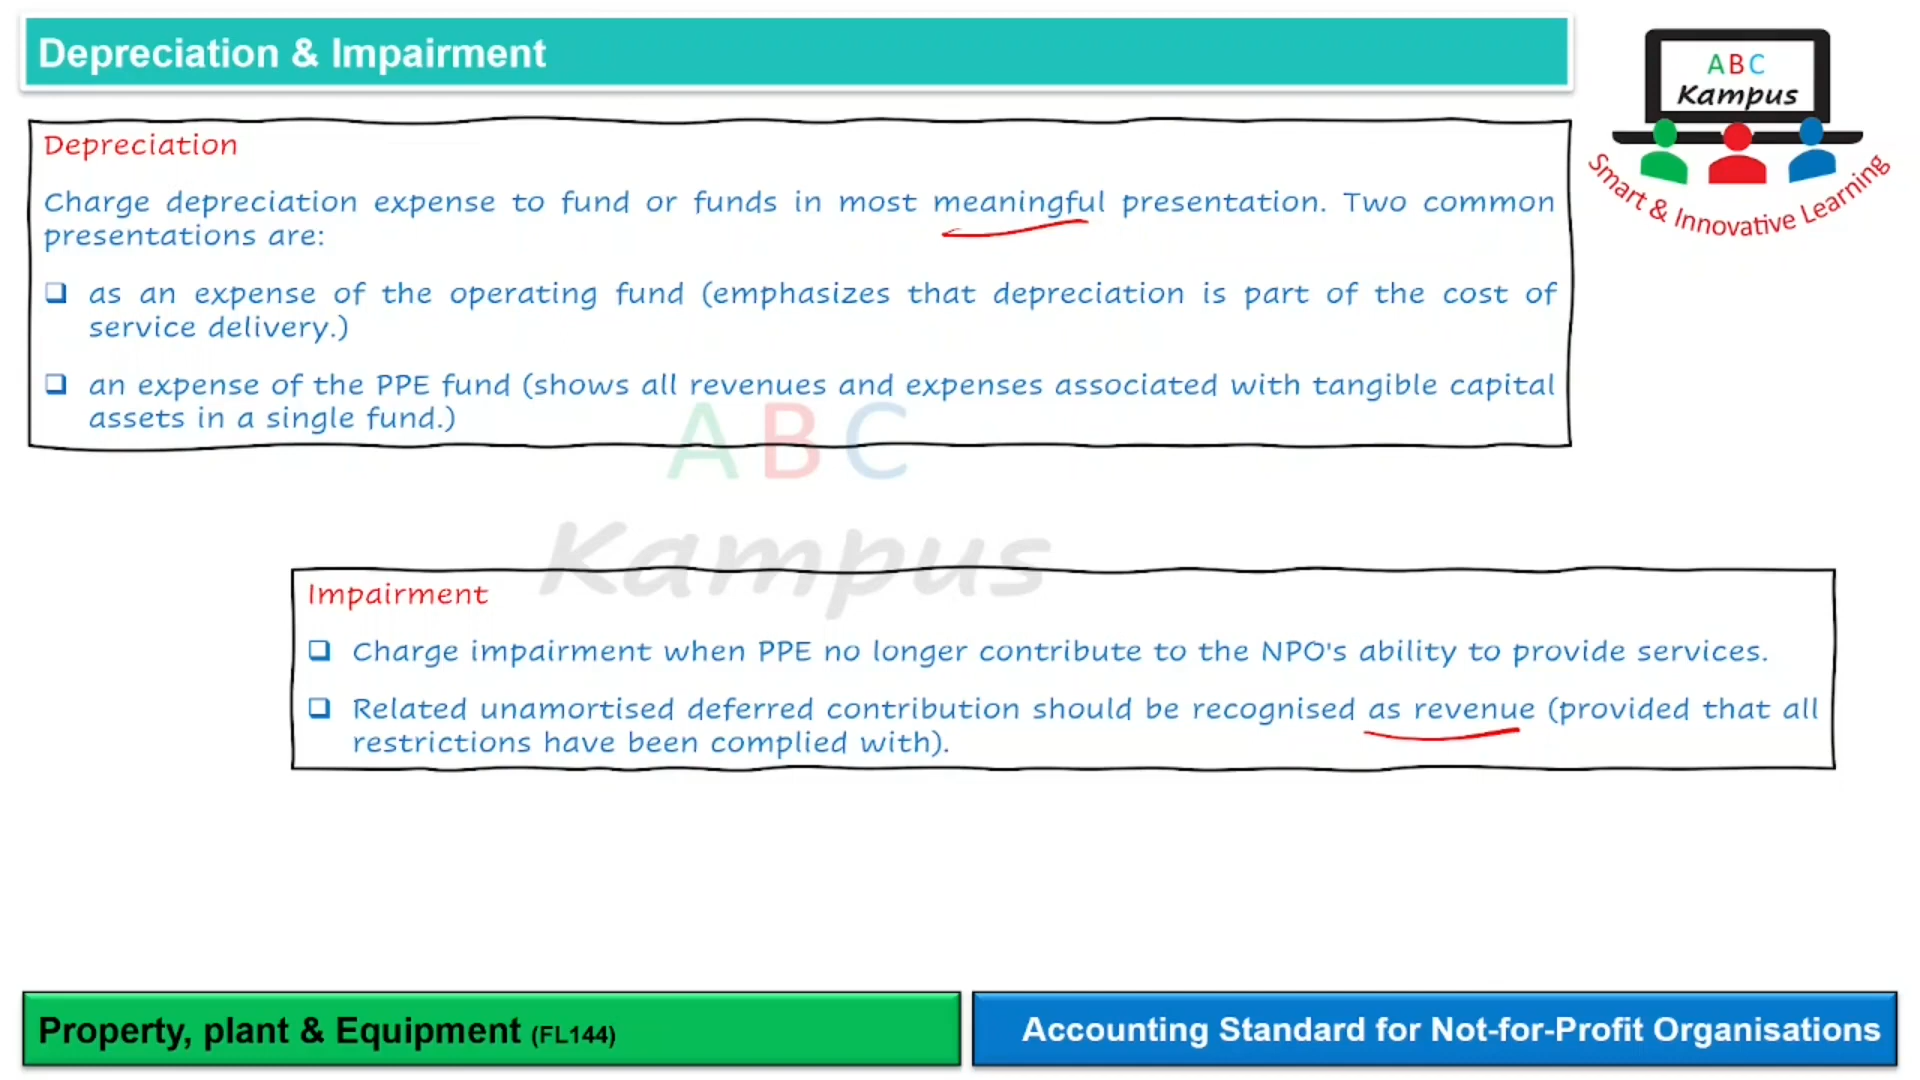 Depreciation & Impairment
A B C
Kampus
Smart & Innovative Learning
Depreciation
Charge depreciation expense to fund or funds in most meaningful presentation. Two common
presentations are:
❑ as an expense of the operating fund (emphasizes that depreciation is part of the cost of
service delivery.)
❑ an expense of the PPE fund (shows all revenues and expenses associated with tangible capital
assets in a single fund.)
A B C
Kampus
Impairment
❑ Charge impairment when PPE no longer contribute to the NPO's ability to provide services.
❑ Related unamortised deferred contribution should be recognised as revenue (provided that all
restrictions have been complied with).
Property, plant & Equipment (FL144)
Accounting Standard for Not-for-Profit Organisations